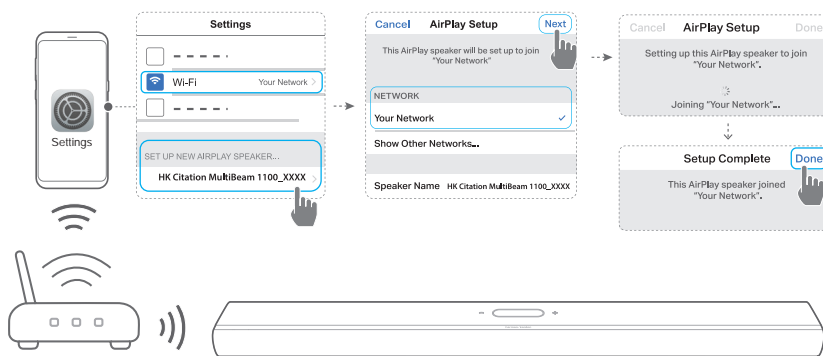 Settings
Settings
Wi-Fi Your Network >
SET UP NEW AIRPLAY SPEAKER...
HK Citation MultiBeam 1100_XXXX >
Cancel AirPlay Setup Next
This AirPlay speaker will be set up to join
"Your Network"
NETWORK
Your Network ✓
Show Other Networks...
Speaker Name HK Citation MultiBeam 1100_XXXX
Cancel AirPlay Setup Done
Setting up this AirPlay speaker to join
"Your Network".
Joining "Your Network"...
Setup Complete Done
This AirPlay speaker joined
"Your Network".
- +